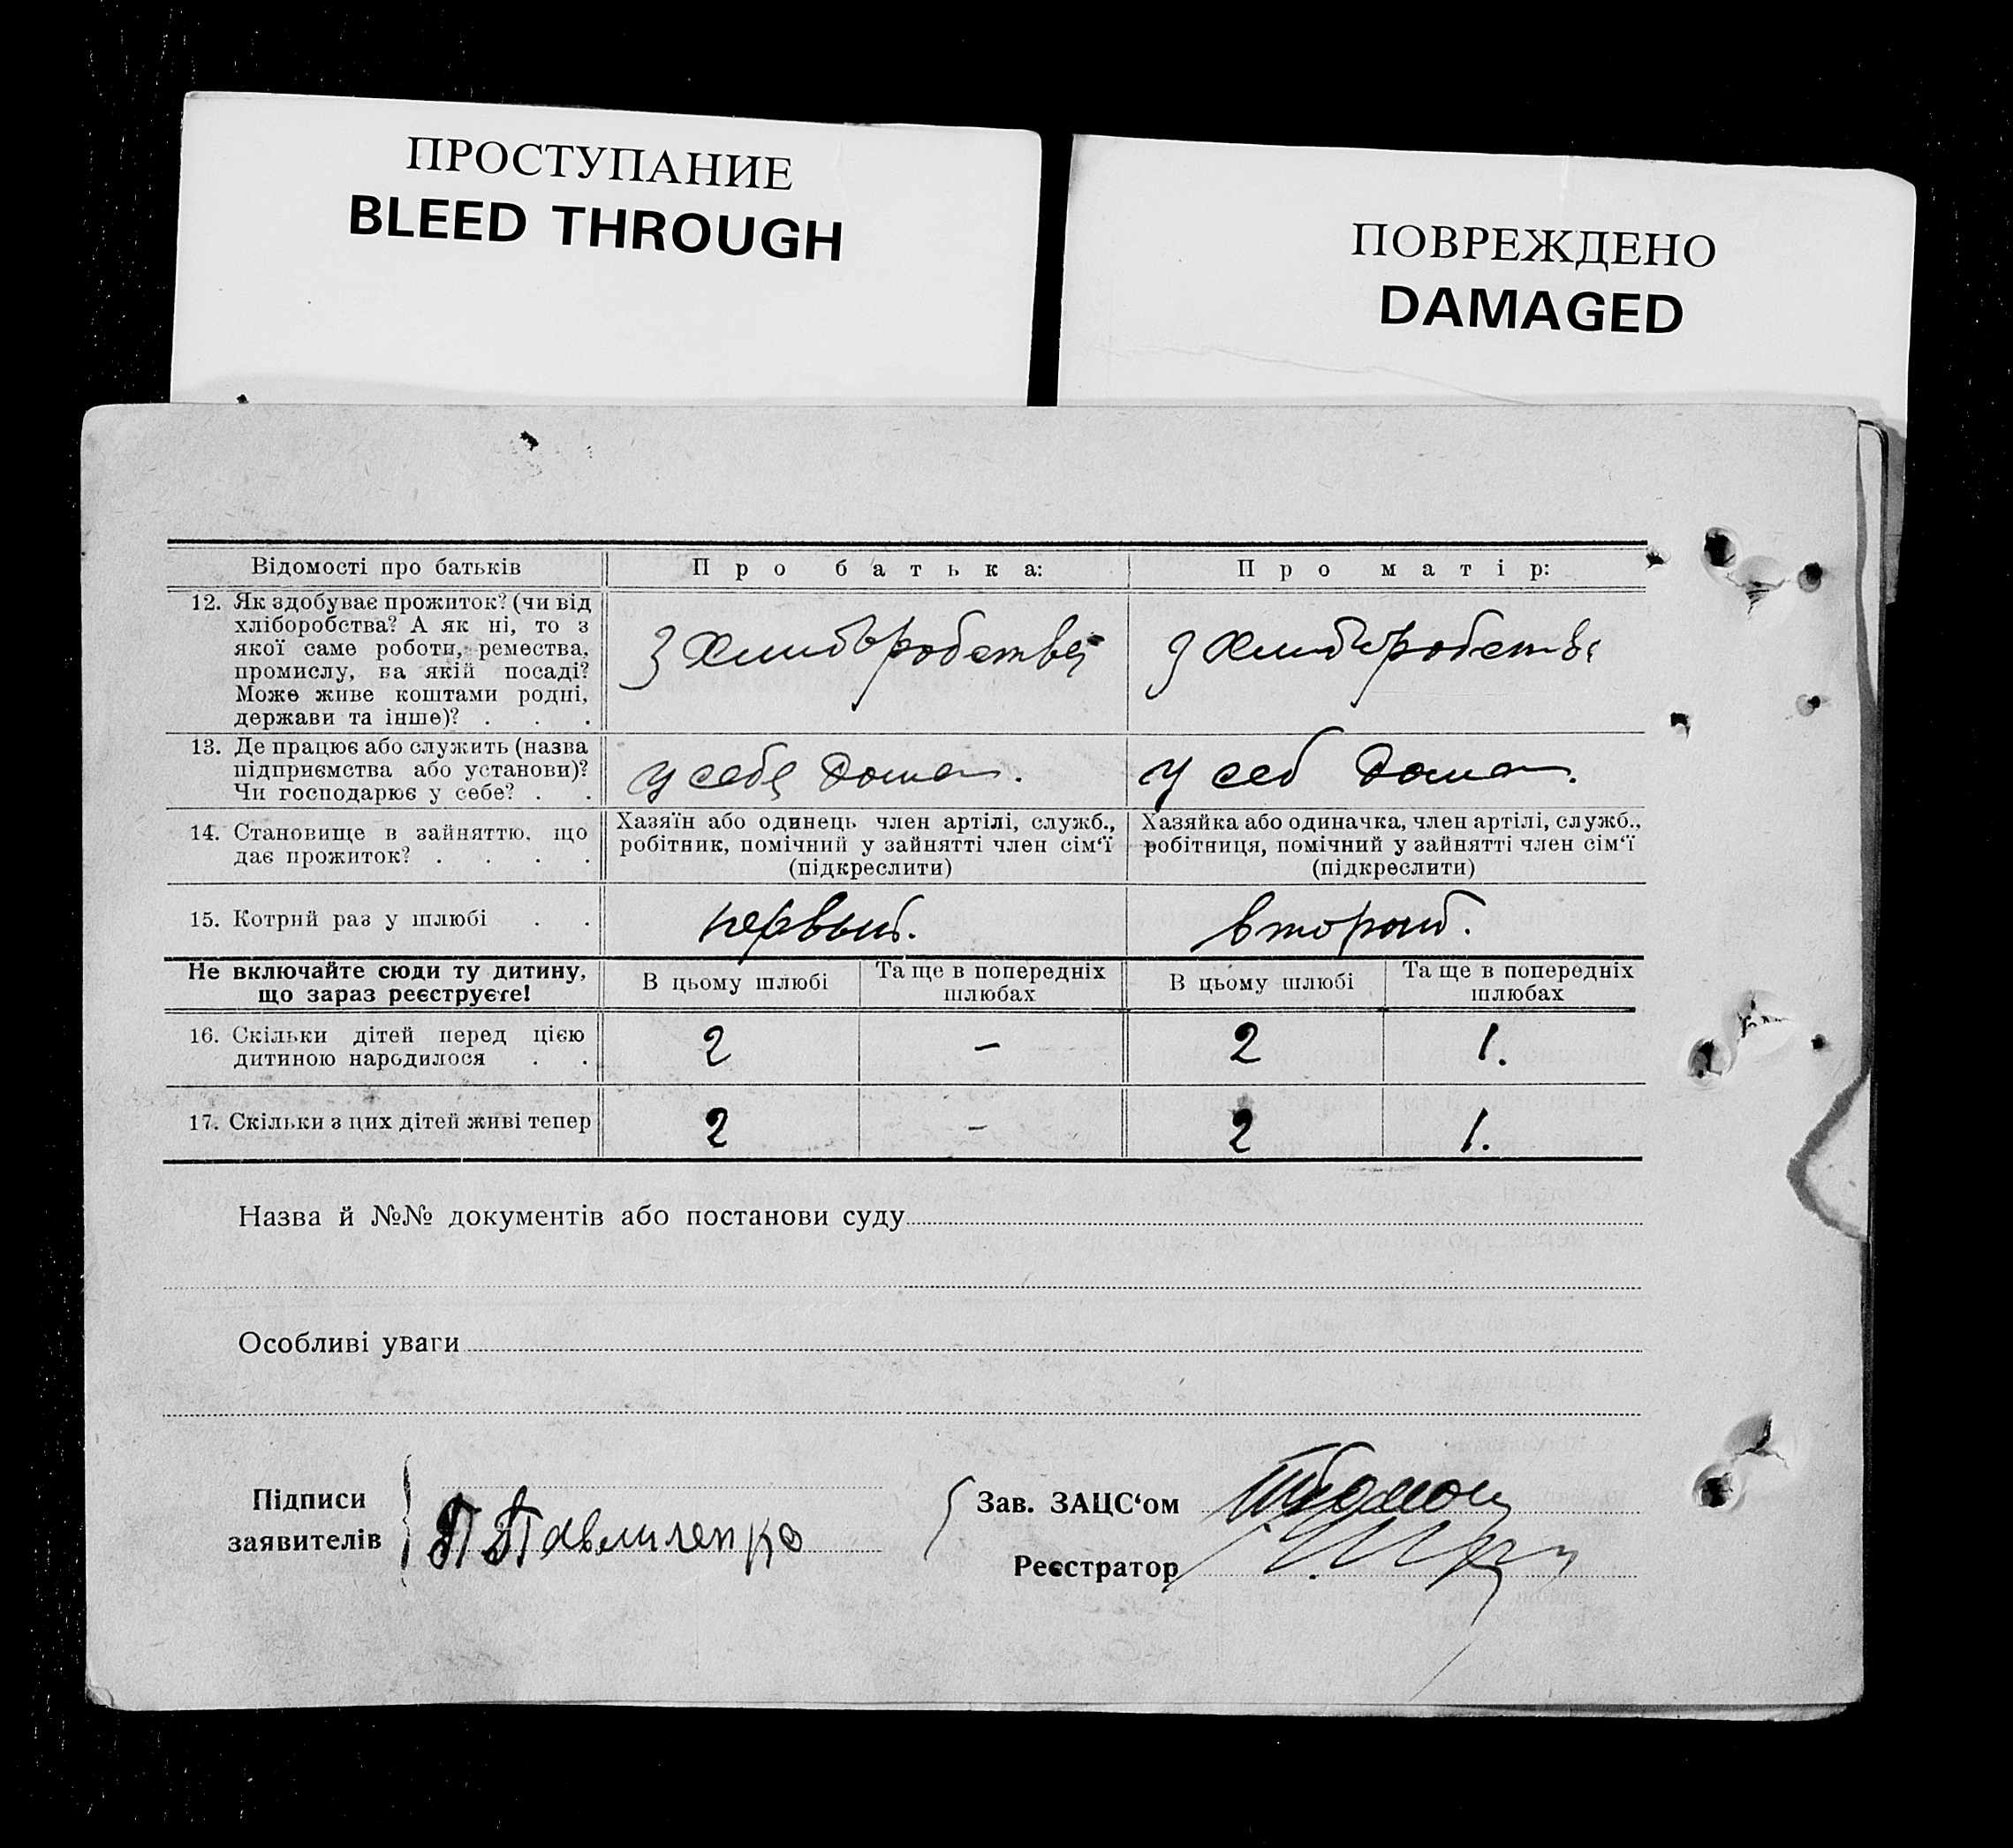 ПРОСТУПАНИЕ
BLEED THROUGH
ПОВРЕЖДЕНО
DAMAGED
Відомості про батьків
Про батька:
Про матір:
12. Як здобуває прожиток? (чи від
хліборобства? А як ні, то з
якої саме роботи, ремества,
промислу, на якій посаді?
Може живе коштами родні,
держави та інше)? . . .
З Хлиборобства
З Хлиборобства
13. Де працює або служить (назва
підприємства або установи)?
Чи господарює у себе? . .
у себе дома.
у себ дома.
14. Становище в зайняттю, що
дає прожиток? . . . .
Хазяїн або одинець член артілі, служб.,
робітник, помічний у зайнятті член сім‘ї
(підкреслити)
Хазяйка або одиначка, член артілі, служб.,
робітниця, помічний у зайнятті член сім‘ї
(підкреслити)
15. Котрий раз у шлюбі . .
первый.
второй.
Не включайте сюди ту дитину,
що зараз реєструєте!
В цьому шлюбі
Та ще в попередніх
шлюбах
В цьому шлюбі
Та ще в попередніх
шлюбах
16. Скільки дітей перед цією
дитиною народилося . .
2
–
2
1.
17. Скільки з цих дітей живі тепер
2
–
2
1.
Назва й №№ документів або постанови суду
Особливі уваги
Підписи
заявителів
П Павличенко
Зав. ЗАЦС‘ом
Реєстратор